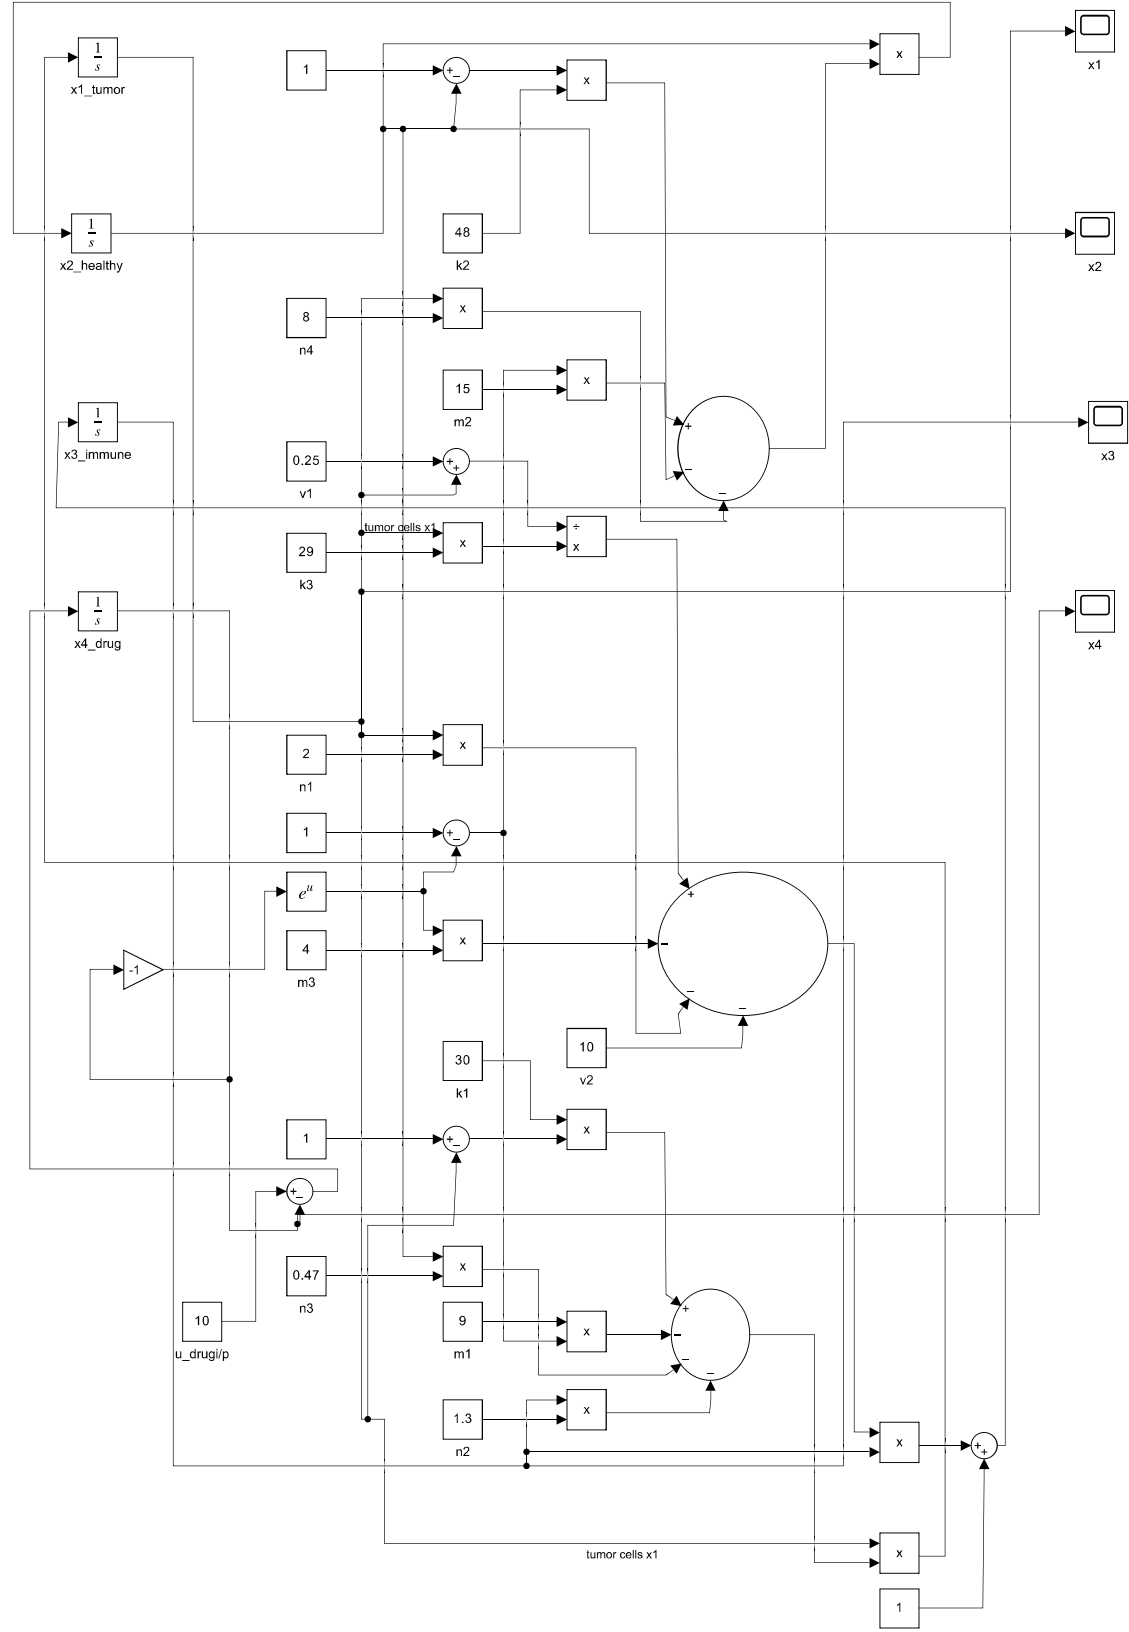 x
x1
1
+
−
x
1
s
x1_tumor
1
s
x2_healthy
48
k2
x2
8
n4
x
15
m2
x
+
−
−
1
s
x3_immune
x3
0.25
v1
+
+
tumor cells x1
29
k3
x
÷
x
1
s
x4_drug
x4
2
n1
x
1
+
−
e^u
4
m3
x
+
−
−
−
-1
10
v2
30
k1
x
1
+
−
+
−
0.47
n3
x
10
u_drugi/p
9
m1
x
+
−
−
−
1.3
n2
x
x
+
+
tumor cells x1
x
1